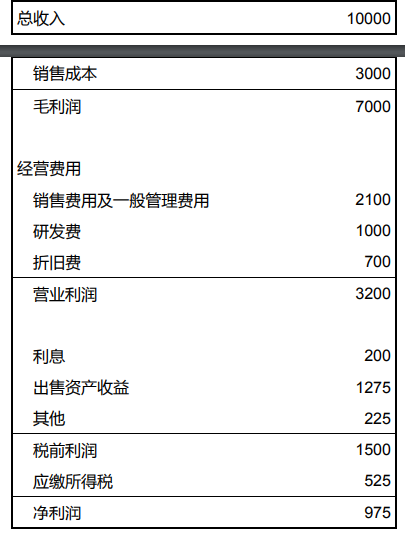 总收入 10000
销售成本 3000
毛利润 7000
经营费用
销售费用及一般管理费用 2100
研发费 1000
折旧费 700
营业利润 3200
利息 200
出售资产收益 1275
其他 225
税前利润 1500
应缴所得税 525
净利润 975